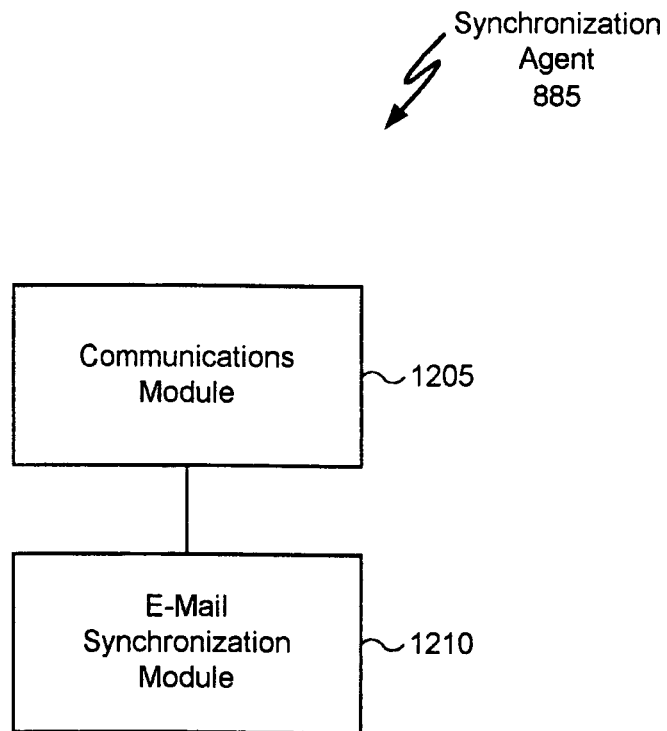 Synchronization
Agent
885
Communications
Module
1205
E-Mail
Synchronization
Module
1210